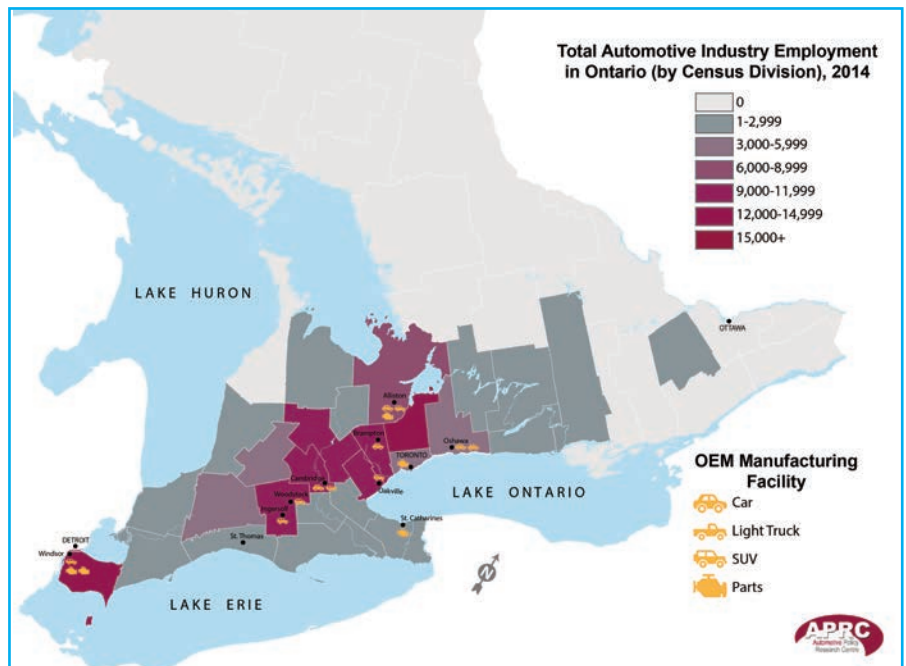 Total Automotive Industry Employment
in Ontario (by Census Division), 2014
0
1-2,999
3,000-5,999
6,000-8,999
9,000-11,999
12,000-14,999
15,000+
LAKE HURON
OTTAWA
Alliston
Brampton
Oshawa
TORONTO
Cambridge
Oakville
LAKE ONTARIO
Woodstock
Ingersoll
St. Catharines
St. Thomas
DETROIT
Windsor
LAKE ERIE
N
OEM Manufacturing
Facility
Car
Light Truck
SUV
Parts
APRC
Automotive Policy
Research Centre